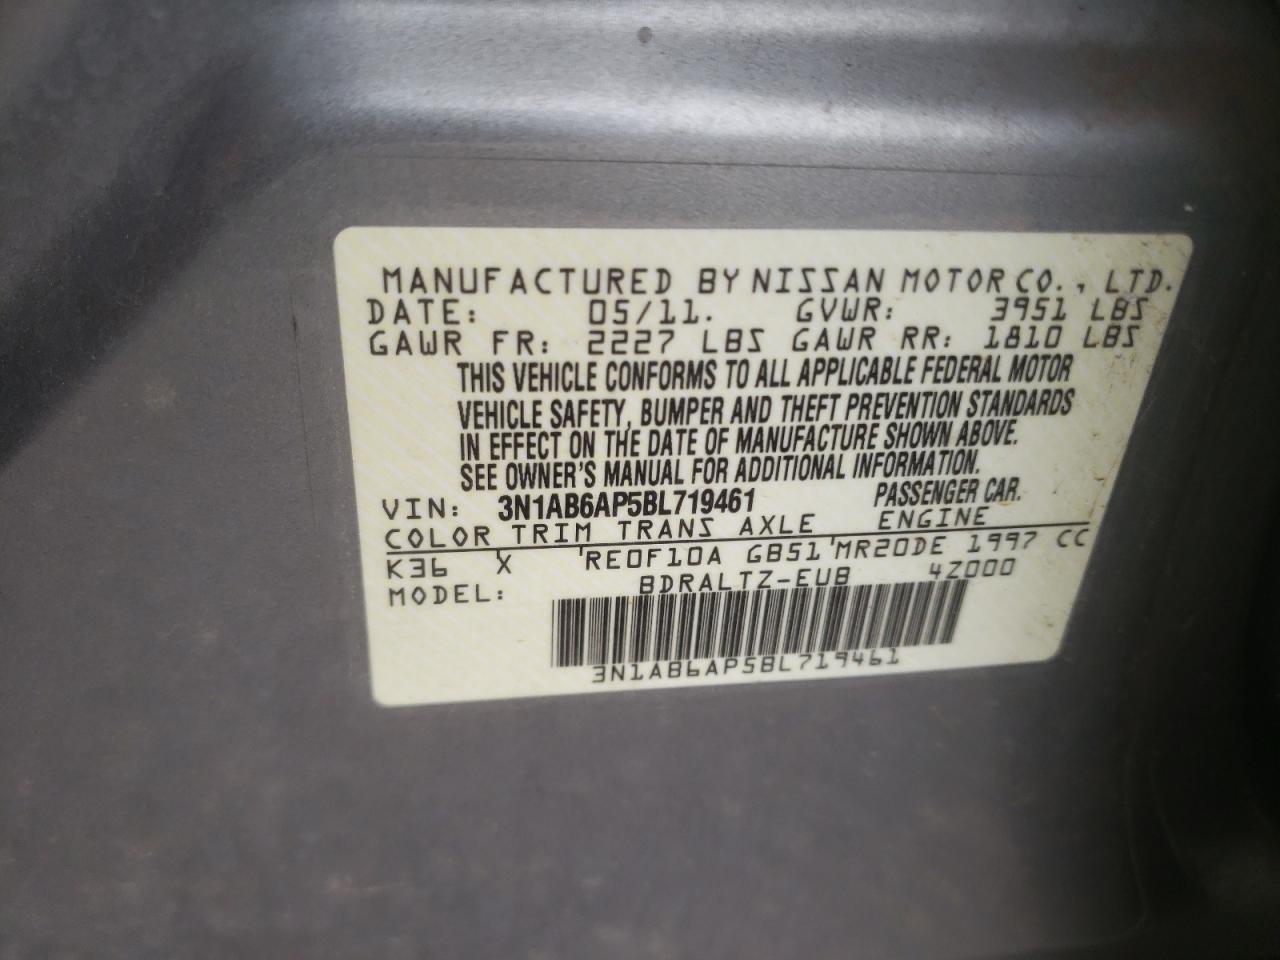 MANUFACTURED BY NISSAN MOTOR CO., LTD.
DATE: 05/11. GVWR: 3951 LBS
GAWR FR: 2227 LBS GAWR RR: 1810 LBS
THIS VEHICLE CONFORMS TO ALL APPLICABLE FEDERAL MOTOR
VEHICLE SAFETY, BUMPER AND THEFT PREVENTION STANDARDS
IN EFFECT ON THE DATE OF MANUFACTURE SHOWN ABOVE.
SEE OWNER'S MANUAL FOR ADDITIONAL INFORMATION.
VIN: 3N1AB6AP5BL719461 PASSENGER CAR.
COLOR TRIM TRANS AXLE ENGINE
K36 X RE0F10A GB51 MR20DE 1997 CC
MODEL: BDRALTZ-EUB 4Z000
3N1AB6AP5BL719461